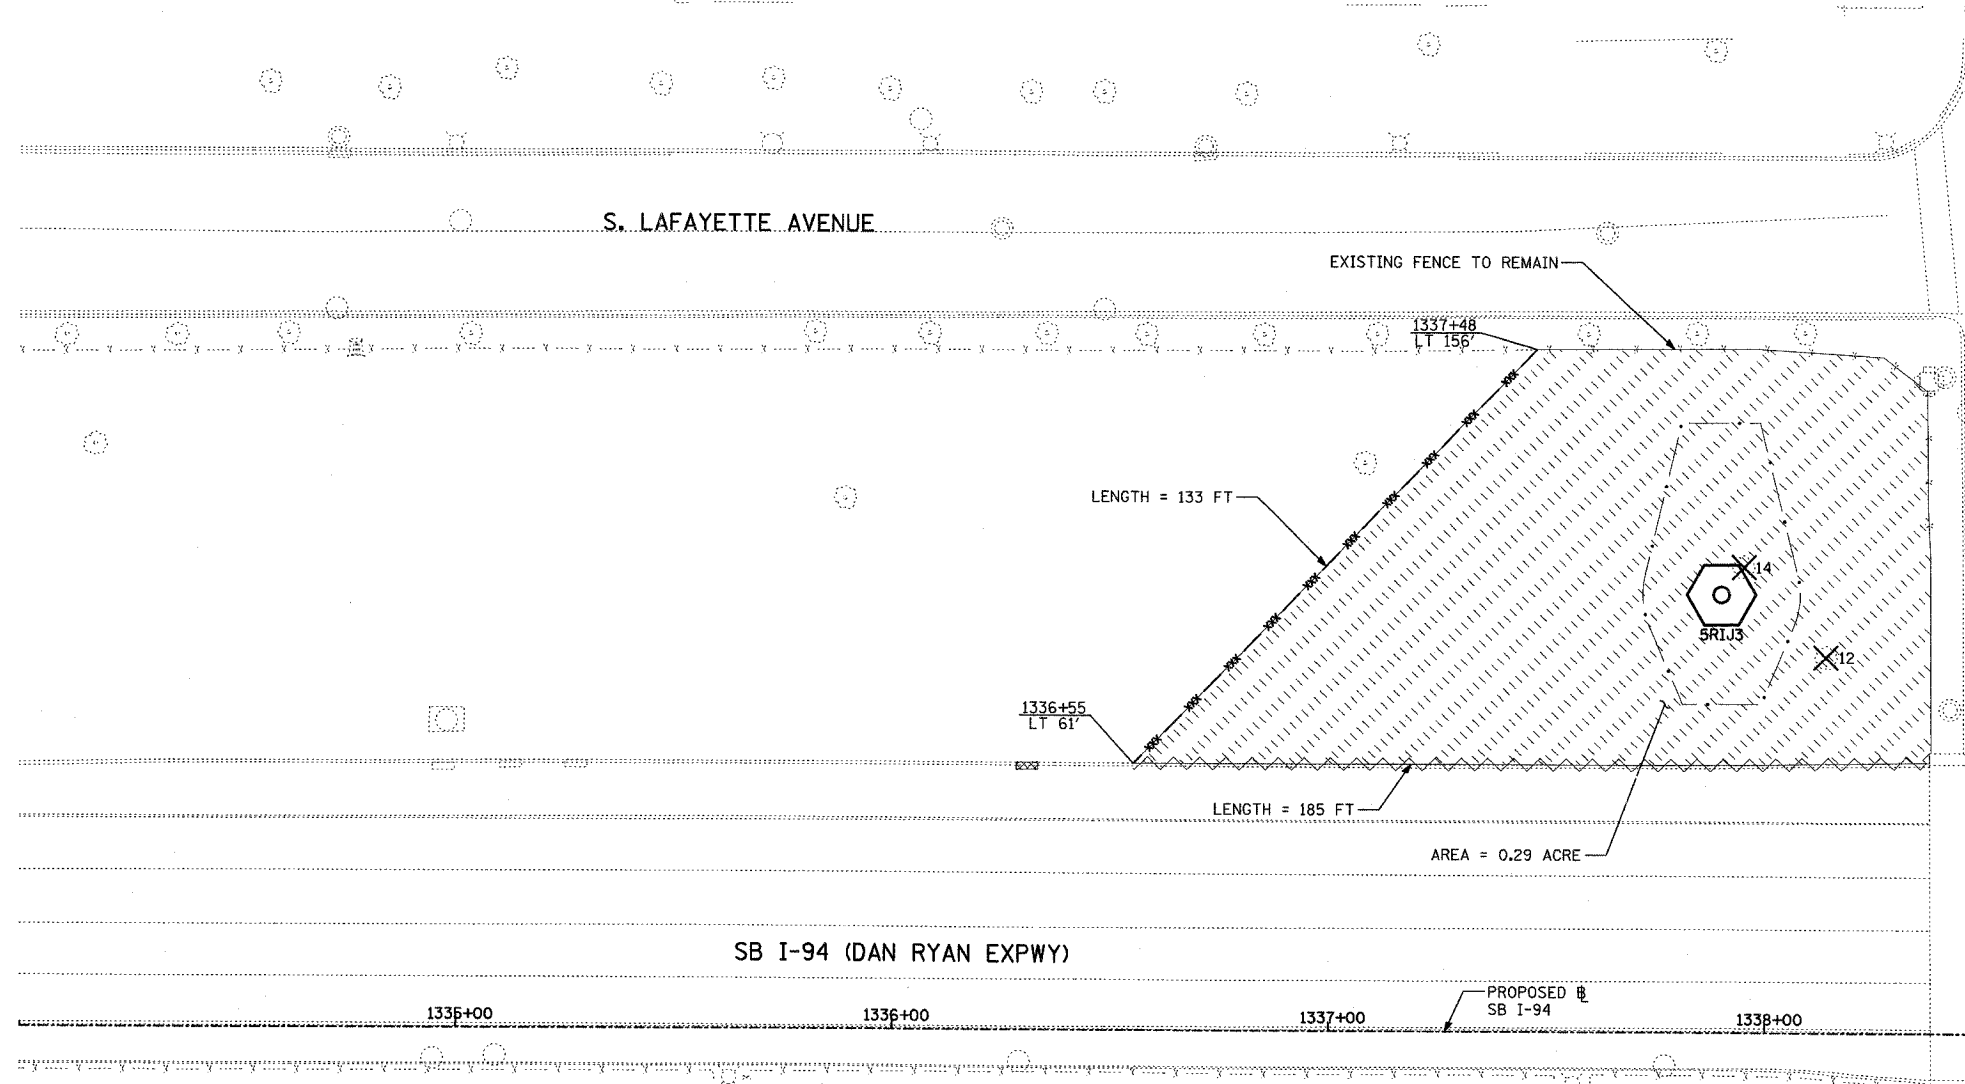 S. LAFAYETTE AVENUE
EXISTING FENCE TO REMAIN
1337+48
LT 156'
LENGTH = 133 FT
14
5RIJ3
12
1336+55
LT 61'
LENGTH = 185 FT
AREA = 0.29 ACRE
SB I-94 (DAN RYAN EXPWY)
PROPOSED ⅊
SB I-94
1335+00
1336+00
1337+00
1338+00